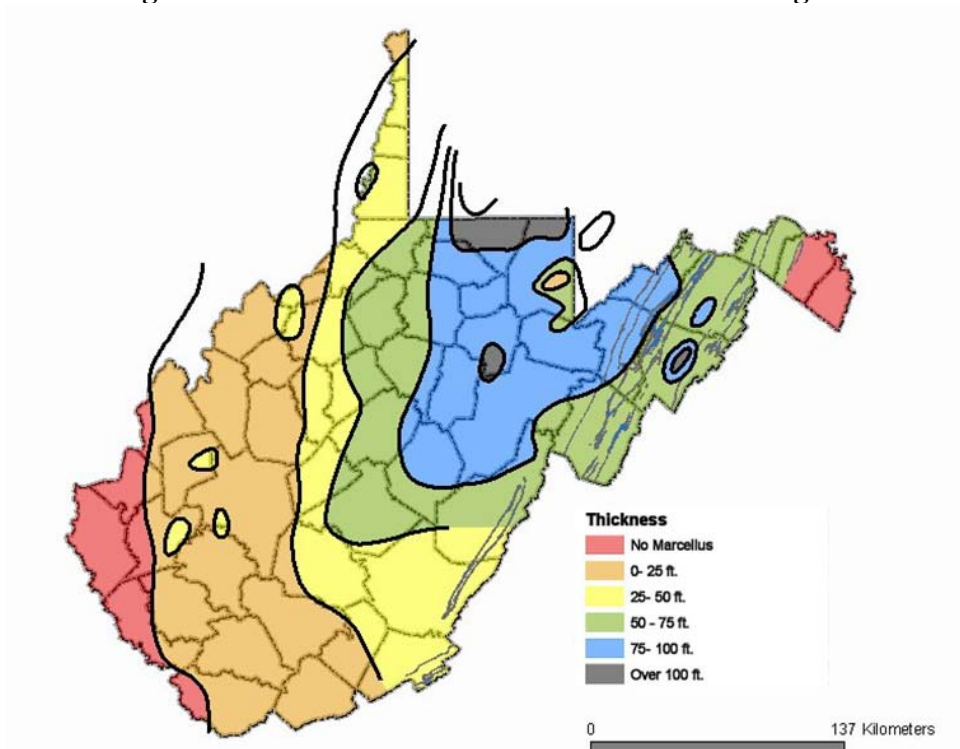 Thickness
No Marcellus
0- 25 ft.
25- 50 ft.
50 - 75 ft.
75- 100 ft.
Over 100 ft.
0 137 Kilometers